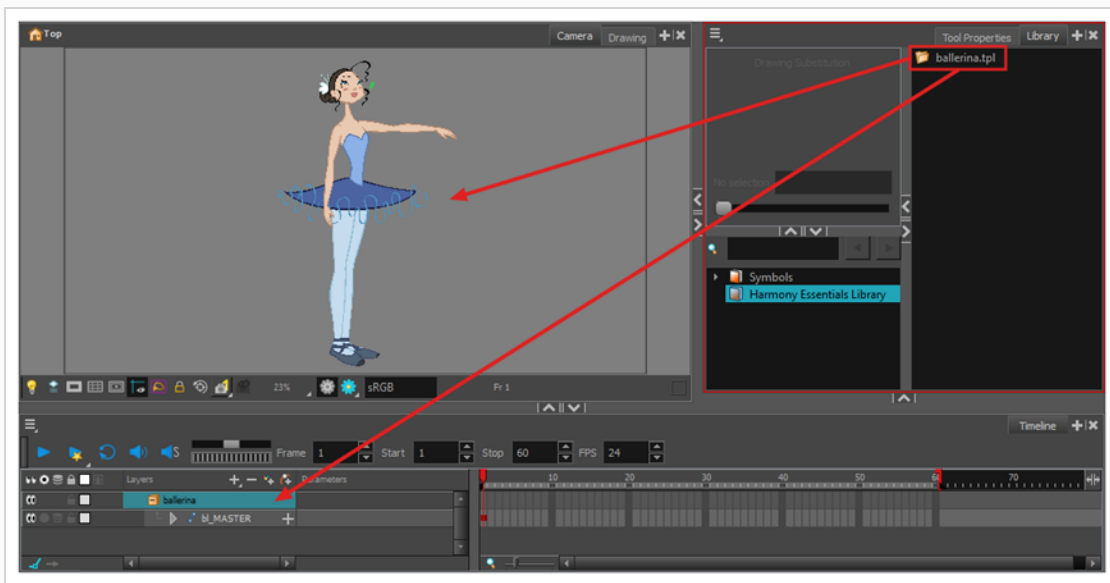 Top
Camera Drawing
Tool Properties Library
Drawing Substitution
ballerina.tpl
No selection
Symbols
Harmony Essentials Library
23% sRGB Fr 1
Timeline
S Frame 1 Start 1 Stop 60 FPS 24
Layers Parameters 10 20 30 40 50 60 70
ballerina
bl_MASTER